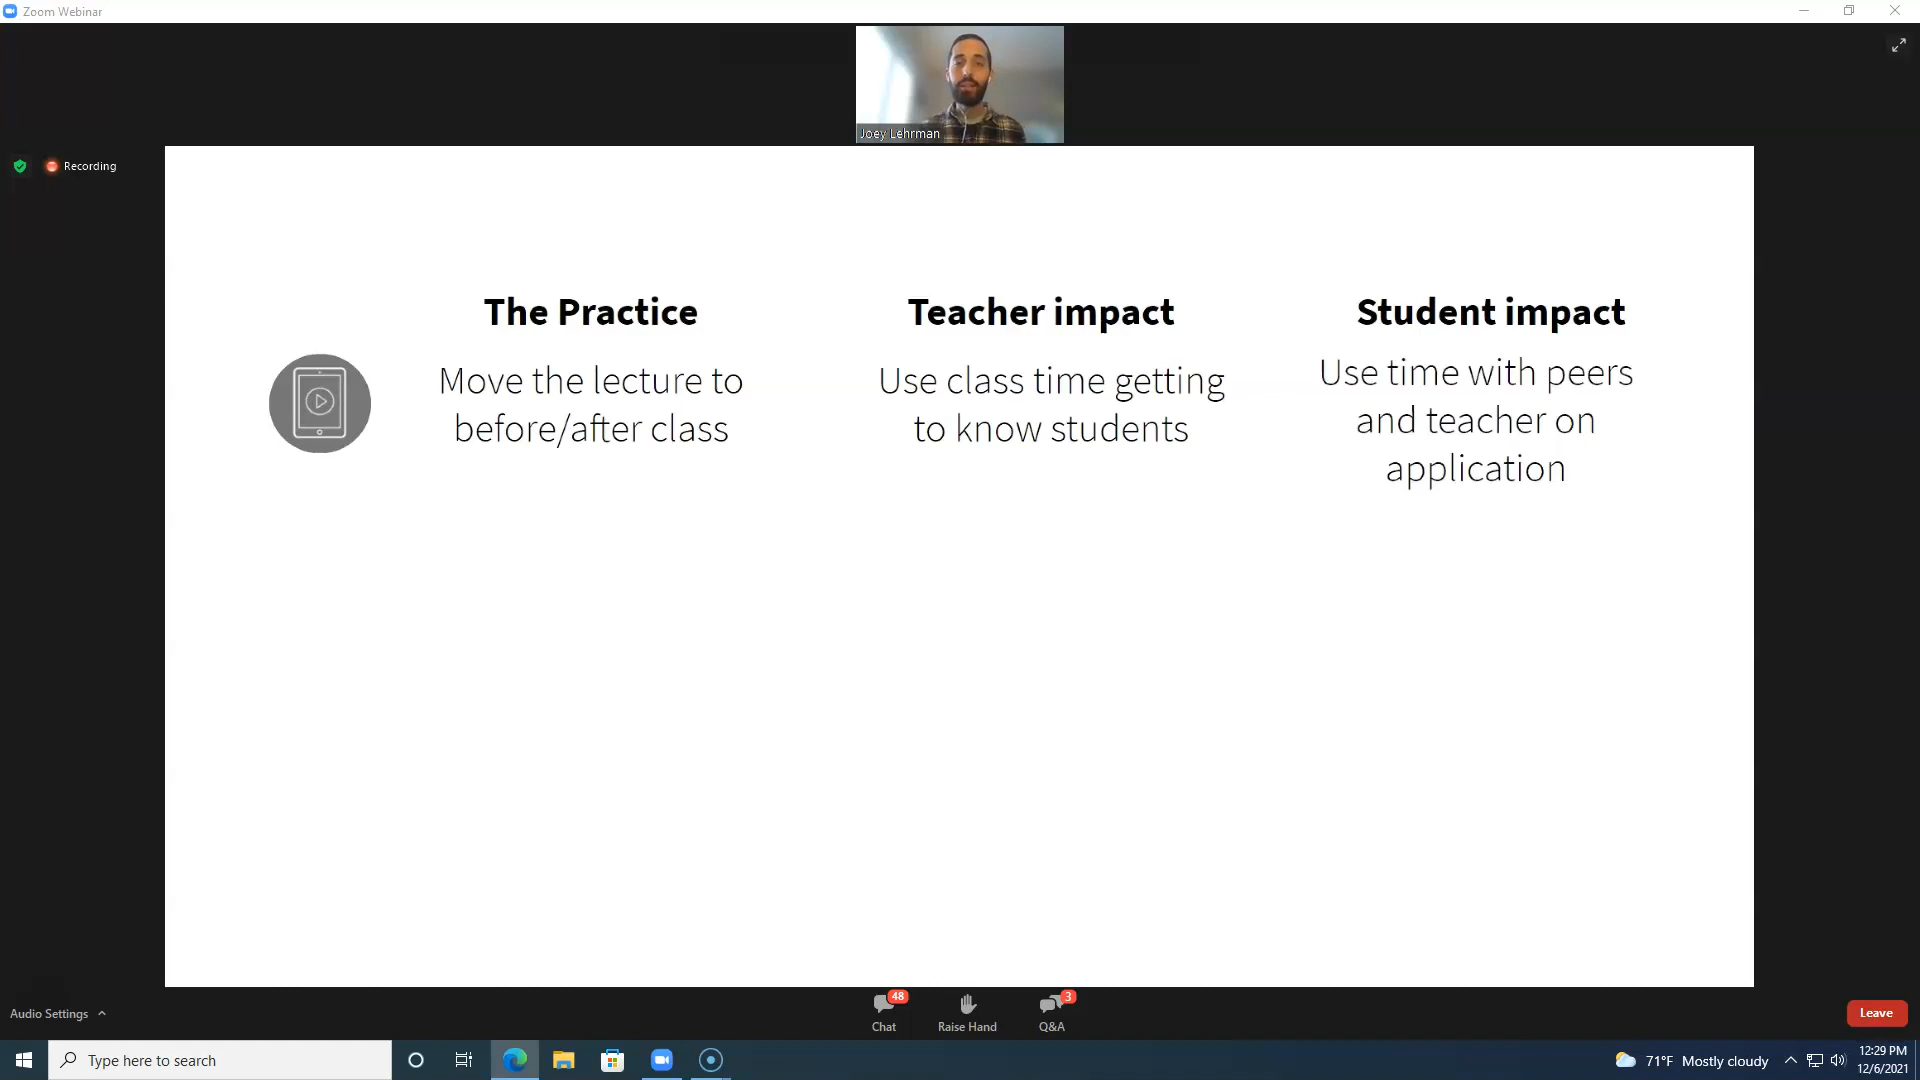 Zoom Webinar
Joey Lehrman
Recording
The Practice
Teacher impact
Student impact
Move the lecture to
before/after class
Use class time getting
to know students
Use time with peers
and teacher on
application
Audio Settings
48
Chat
Raise Hand
3
Q&A
Leave
Type here to search
71°F Mostly cloudy
12:29 PM
12/6/2021